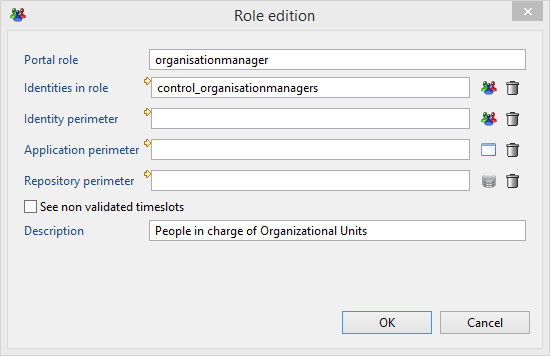 Role edition
Portal role organisationmanager
Identities in role control_organisationmanagers
Identity perimeter
Application perimeter
Repository perimeter
See non validated timeslots
Description People in charge of Organizational Units
OK Cancel